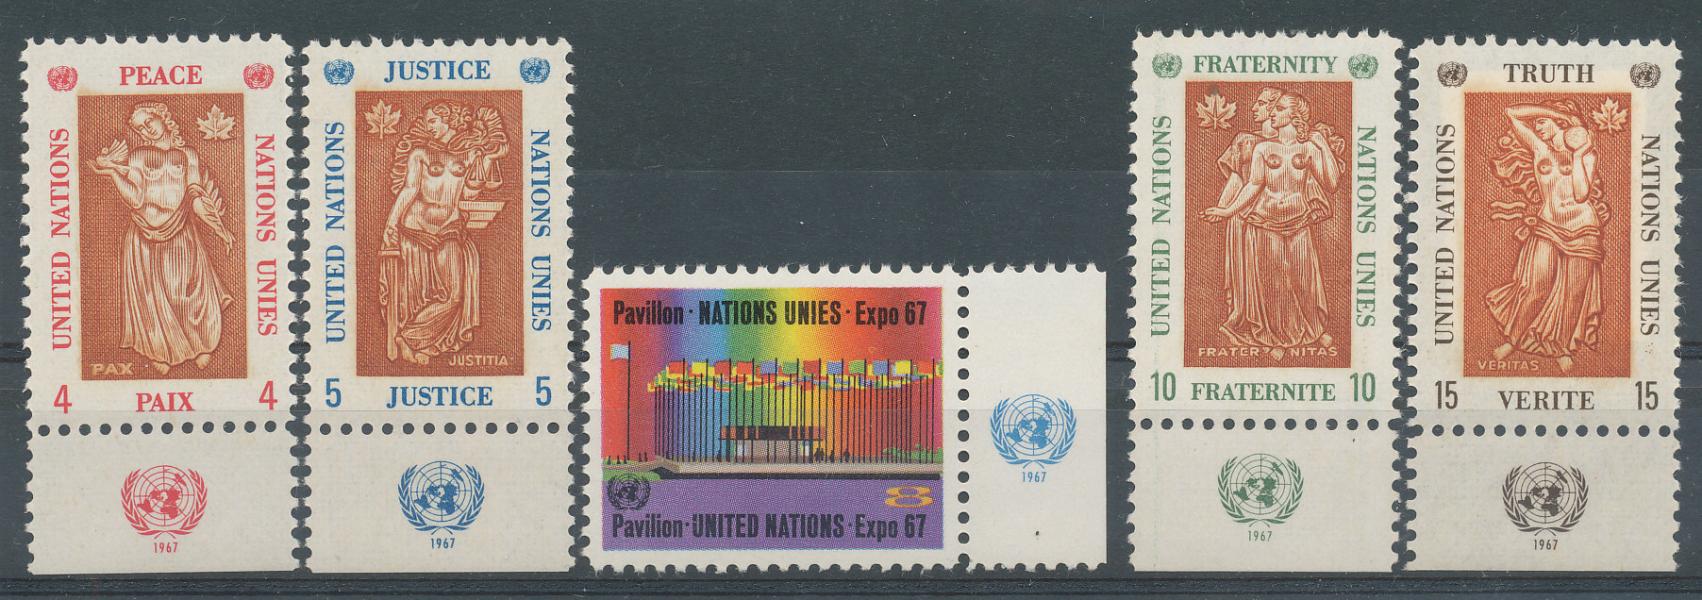 PEACE
UNITED NATIONS
NATIONS UNIES
PAX
4 PAIX 4
1967
JUSTICE
UNITED NATIONS
NATIONS UNIES
JUSTITIA
5 JUSTICE 5
1967
Pavillon · NATIONS UNIES · Expo 67
8
Pavilion · UNITED NATIONS · Expo 67
1967
FRATERNITY
UNITED NATIONS
NATIONS UNIES
FRATER NITAS
10 FRATERNITE 10
1967
TRUTH
UNITED NATIONS
NATIONS UNIES
VERITAS
15 VERITE 15
1967